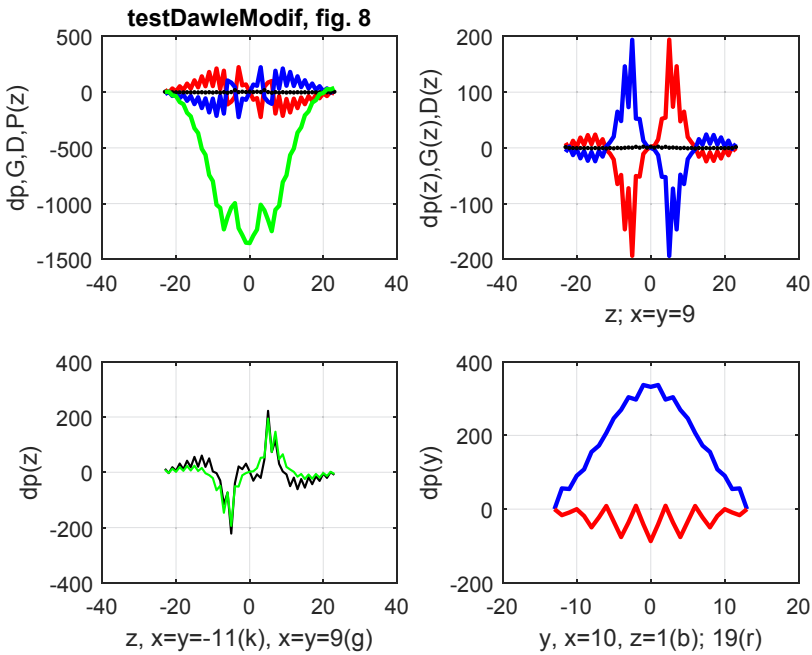 testDawleModif, fig. 8
500
0
-500
-1000
-1500
dp,G,D,P(z)
-40 -20 0 20 40
200
100
0
-100
-200
dp(z),G(z),D(z)
-40 -20 0 20 40
z; x=y=9
400
200
0
-200
-400
dp(z)
-40 -20 0 20 40
z, x=y=-11(k), x=y=9(g)
400
200
0
-200
dp(y)
-20 -10 0 10 20
y, x=10, z=1(b); 19(r)